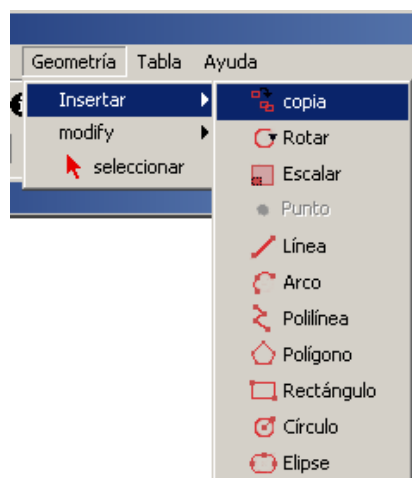 Geometría Tabla Ayuda
Insertar
modify
seleccionar
copia
Rotar
Escalar
Punto
Línea
Arco
Polilínea
Polígono
Rectángulo
Círculo
Elipse